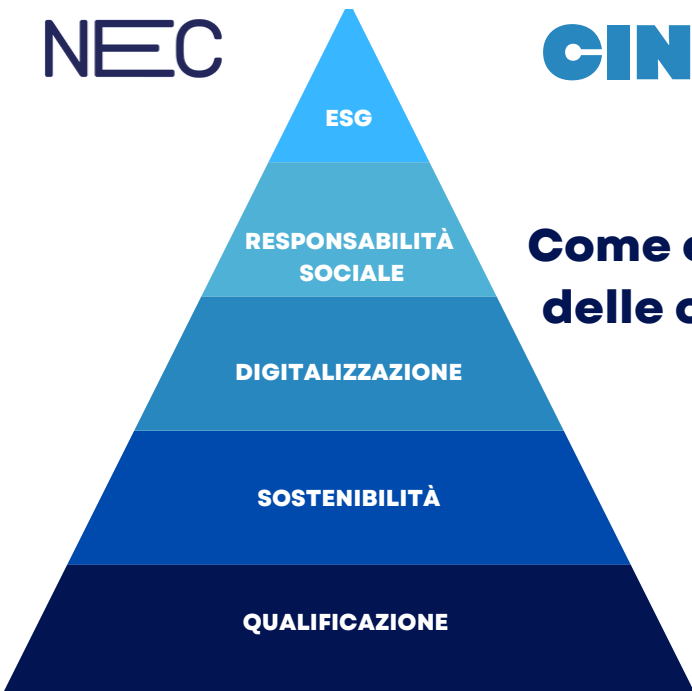 NEC
CIN
ESG
RESPONSABILITÀ
SOCIALE
Come
delle
DIGITALIZZAZIONE
SOSTENIBILITÀ
QUALIFICAZIONE